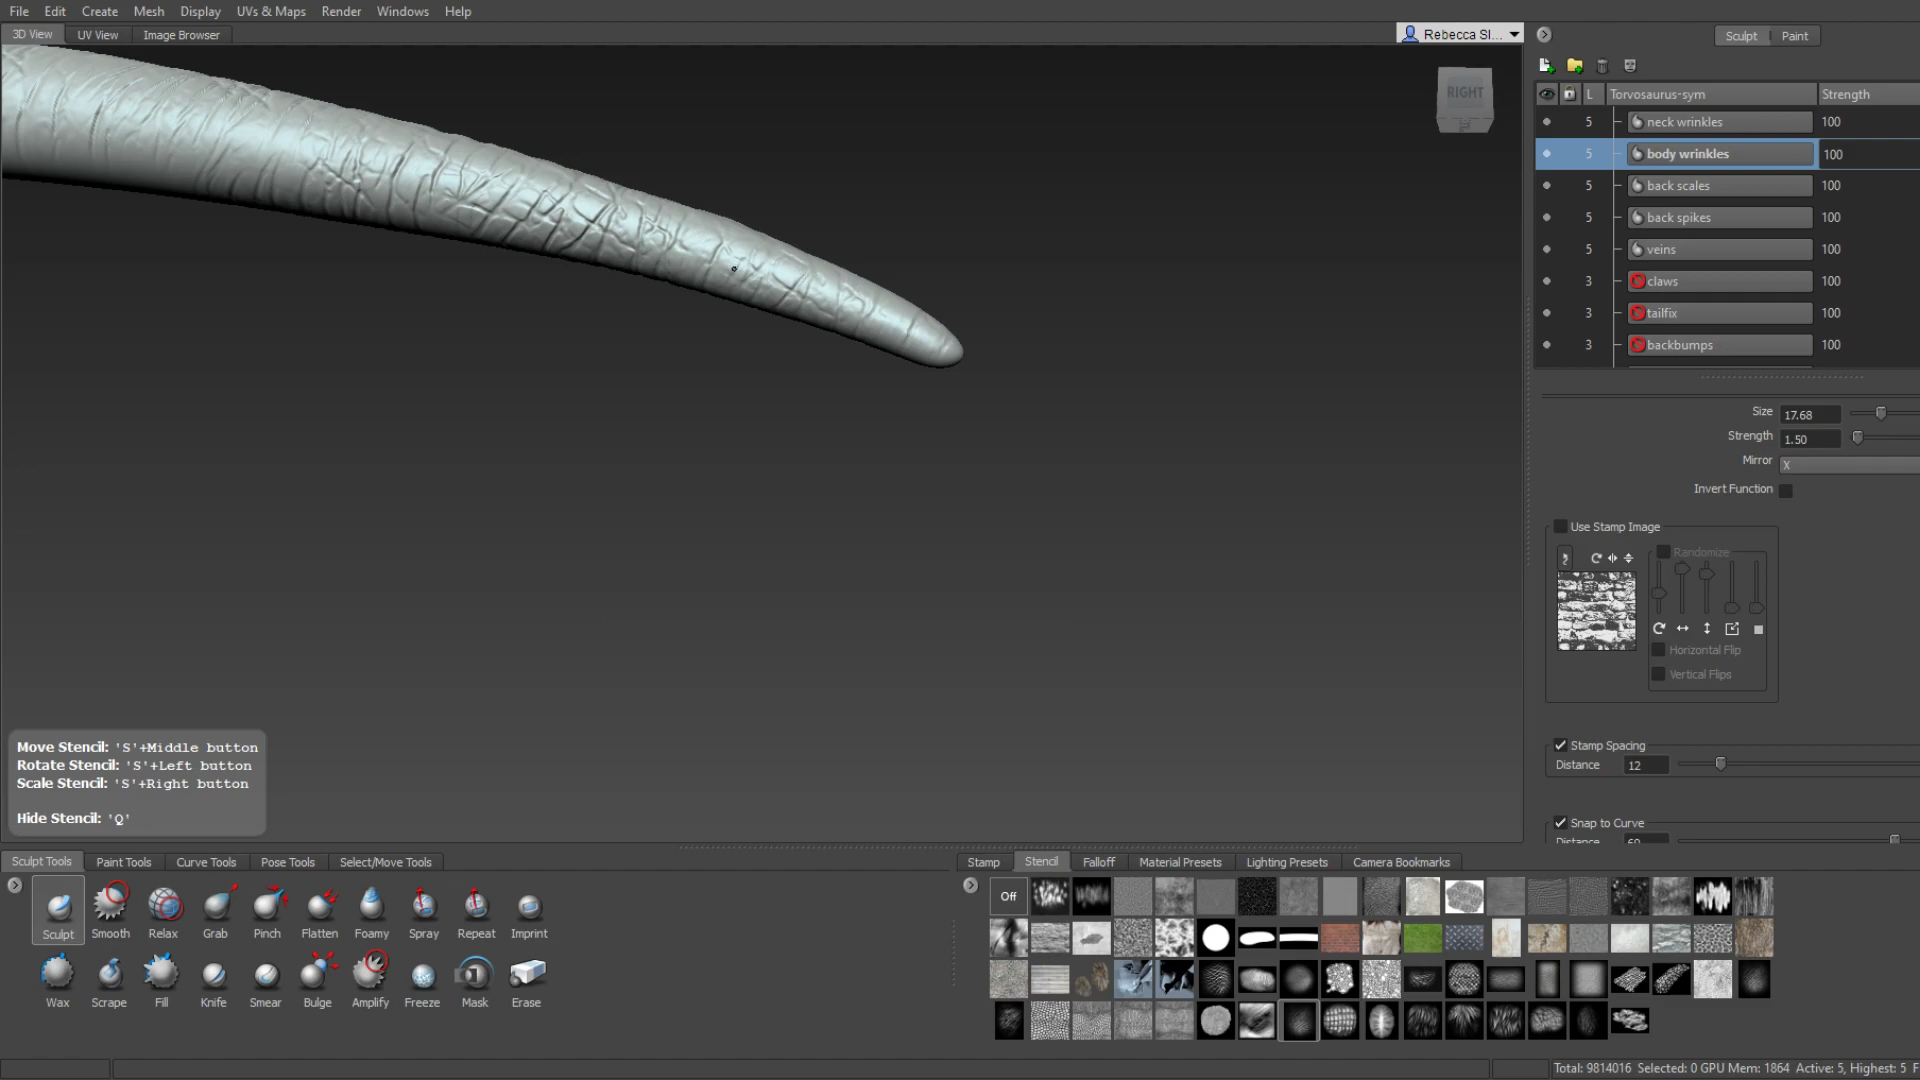 File Edit Create Mesh Display UVs & Maps Render Windows Help
3D View UV View Image Browser
Rebecca Sl...
Sculpt Paint
RIGHT
L Torvosaurus-sym Strength
5 neck wrinkles 100
5 body wrinkles 100
5 back scales 100
5 back spikes 100
5 veins 100
3 claws 100
3 tailfix 100
3 backbumps 100
Size 17.68
Strength 1.50
Mirror X
Invert Function
Use Stamp Image
Randomize
Horizontal Flip
Vertical Flips
Stamp Spacing
Distance 12
Snap to Curve
Distance 60
Move Stencil: 'S'+Middle button
Rotate Stencil: 'S'+Left button
Scale Stencil: 'S'+Right button
Hide Stencil: 'Q'
Sculpt Tools Paint Tools Curve Tools Pose Tools Select/Move Tools
Stamp Stencil Falloff Material Presets Lighting Presets Camera Bookmarks
Off
Sculpt Smooth Relax Grab Pinch Flatten Foamy Spray Repeat Imprint
Wax Scrape Fill Knife Smear Bulge Amplify Freeze Mask Erase
Total: 9814016 Selected: 0 GPU Mem: 1864 Active: 5, Highest: 5 F